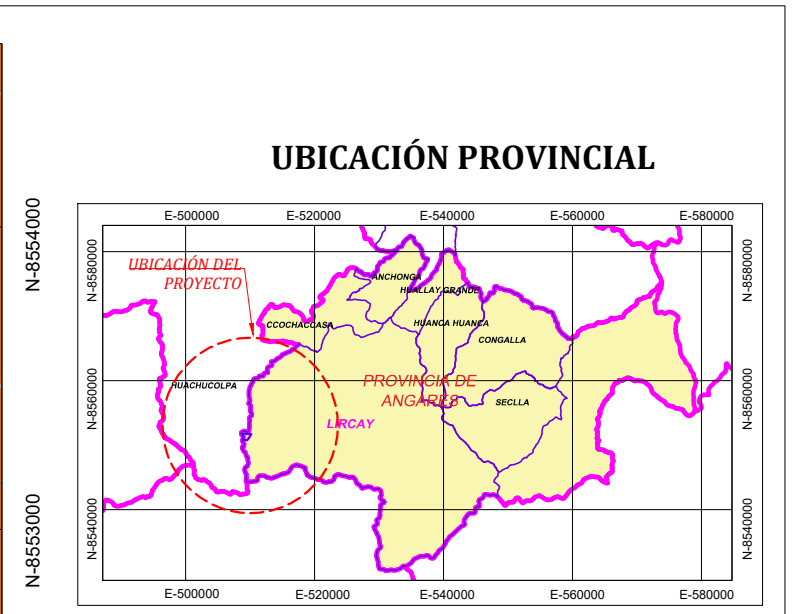 UBICACIÓN PROVINCIAL
N-8554000
N-8553000
E-500000
E-520000
E-540000
E-560000
E-580000
N-8580000
N-8580000
UBICACIÓN DEL
PROYECTO
ANCHONGA
HUALLAY GRANDE
CCOCHACCASA
HUANCA HUANCA
CONGALLA
N-8560000
N-8560000
HUACHUCOLPA
PROVINCIA DE
ANGARES
SECLLA
LIRCAY
N-8540000
N-8540000
E-500000
E-520000
E-540000
E-560000
E-580000